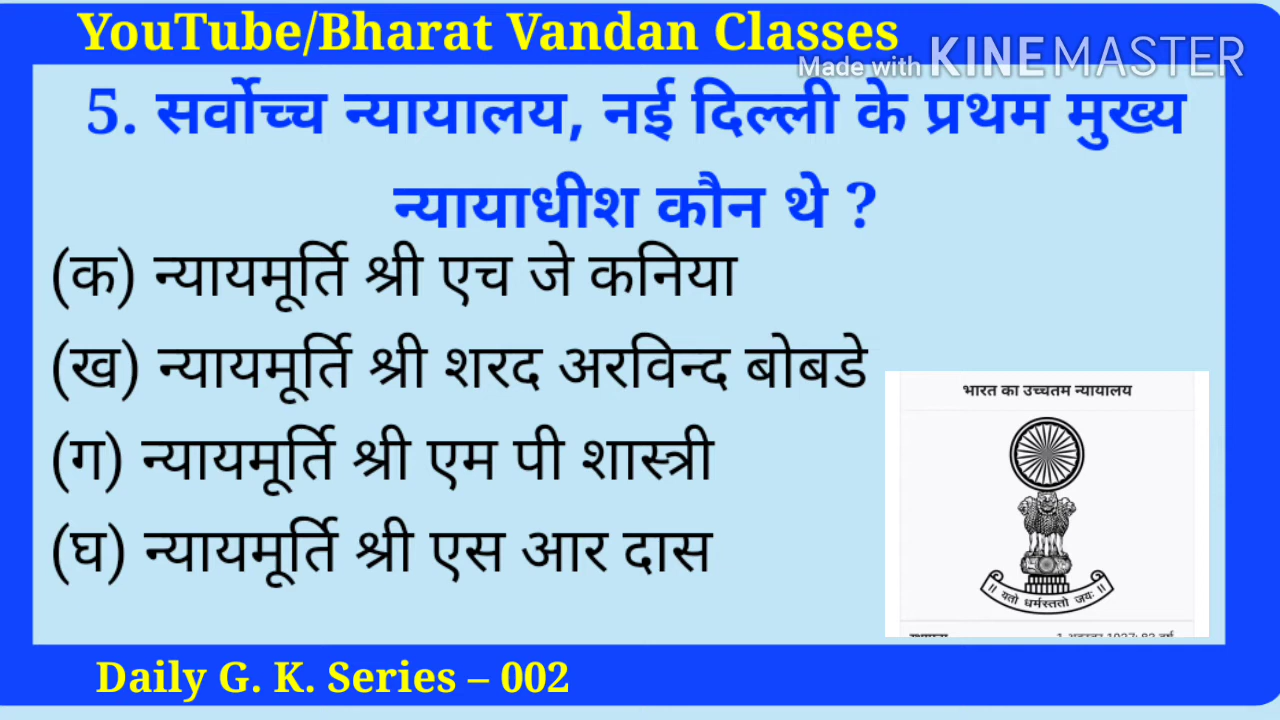 YouTube/Bharat Vandan Classes
Made with KINEMASTER
5. सर्वोच्च न्यायालय, नई दिल्ली के प्रथम मुख्य
न्यायाधीश कौन थे ?
(क) न्यायमूर्ति श्री एच जे कनिया
(ख) न्यायमूर्ति श्री शरद अरविन्द बोबडे
(ग) न्यायमूर्ति श्री एम पी शास्त्री
(घ) न्यायमूर्ति श्री एस आर दास
भारत का उच्चतम न्यायालय
॥ यतो धर्मस्ततो जयः ॥
Daily G. K. Series – 002